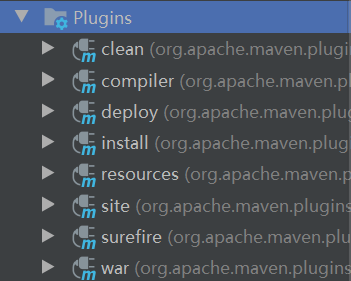 Plugins
clean (org.apache.maven.plugins
compiler (org.apache.maven.plu
deploy (org.apache.maven.plug
install (org.apache.maven.plug
resources (org.apache.maven.p
site (org.apache.maven.plugins
surefire (org.apache.maven.plu
war (org.apache.maven.plugins